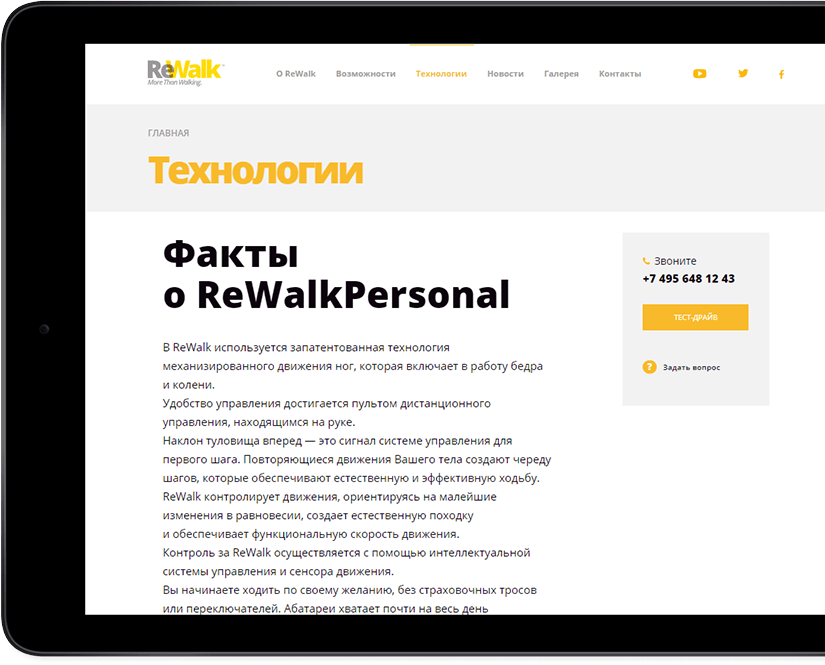 ReWalk™
More Than Walking.
О ReWalk Возможности Технологии Новости Галерея Контакты
ГЛАВНАЯ
Технологии
Факты
о ReWalkPersonal
В ReWalk используется запатентованная технология
механизированного движения ног, которая включает в работу бедра
и колени.
Удобство управления достигается пультом дистанционного
управления, находящимся на руке.
Наклон туловища вперед — это сигнал системе управления для
первого шага. Повторяющиеся движения Вашего тела создают череду
шагов, которые обеспечивают естественную и эффективную ходьбу.
ReWalk контролирует движения, ориентируясь на малейшие
изменения в равновесии, создает естественную походку
и обеспечивает функциональную скорость движения.
Контроль за ReWalk осуществляется с помощью интеллектуальной
системы управления и сенсора движения.
Вы начинаете ходить по своему желанию, без страховочных тросов
или переключателей. Абатареи хватает почти на весь день
Звоните
+7 495 648 12 43
ТЕСТ-ДРАЙВ
? Задать вопрос